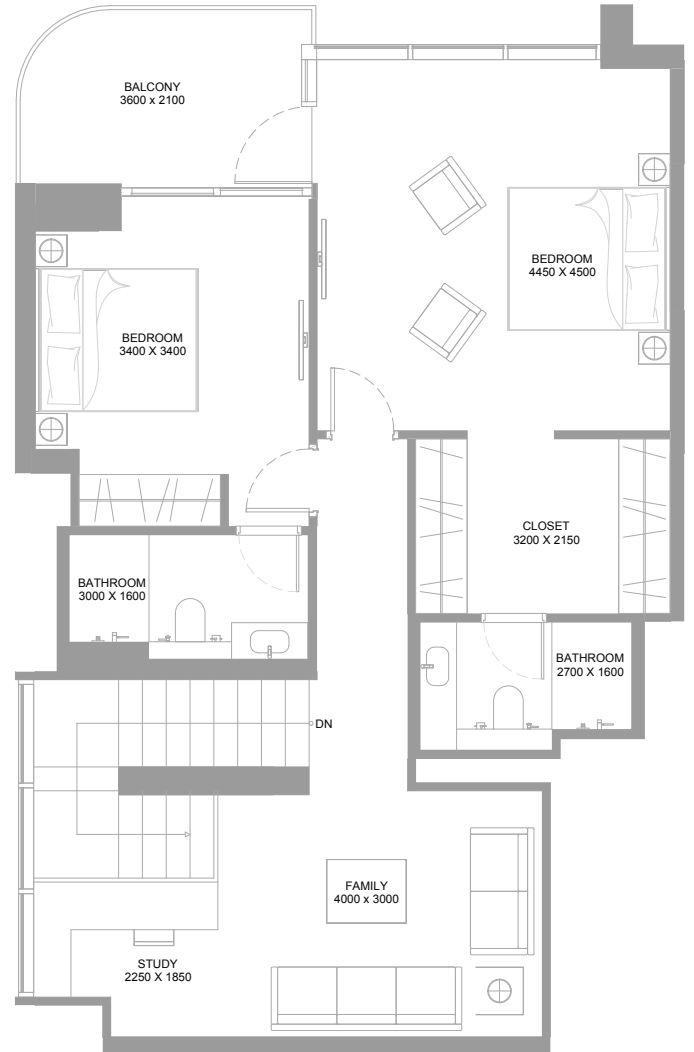 BALCONY
3600 x 2100
BEDROOM
4450 X 4500
BEDROOM
3400 X 3400
CLOSET
3200 X 2150
BATHROOM
3000 X 1600
BATHROOM
2700 X 1600
DN
FAMILY
4000 x 3000
STUDY
2250 X 1850